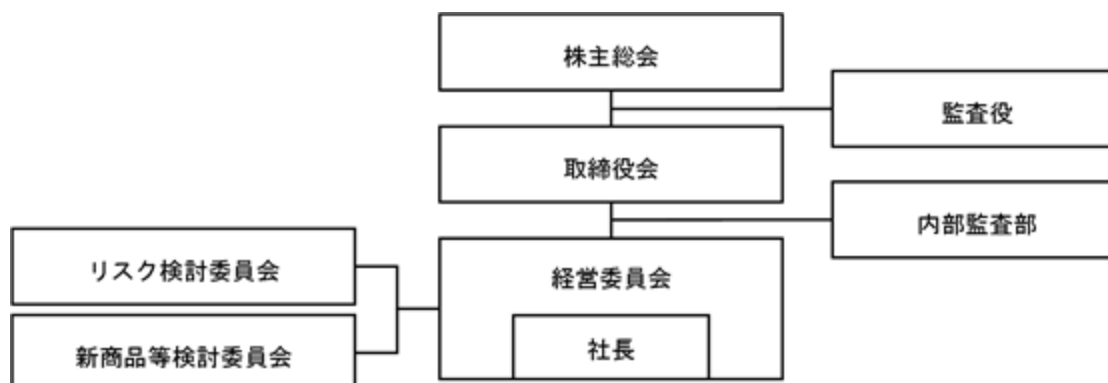 株主総会
監査役
取締役会
内部監査部
リスク検討委員会
経営委員会
新商品等検討委員会
社長